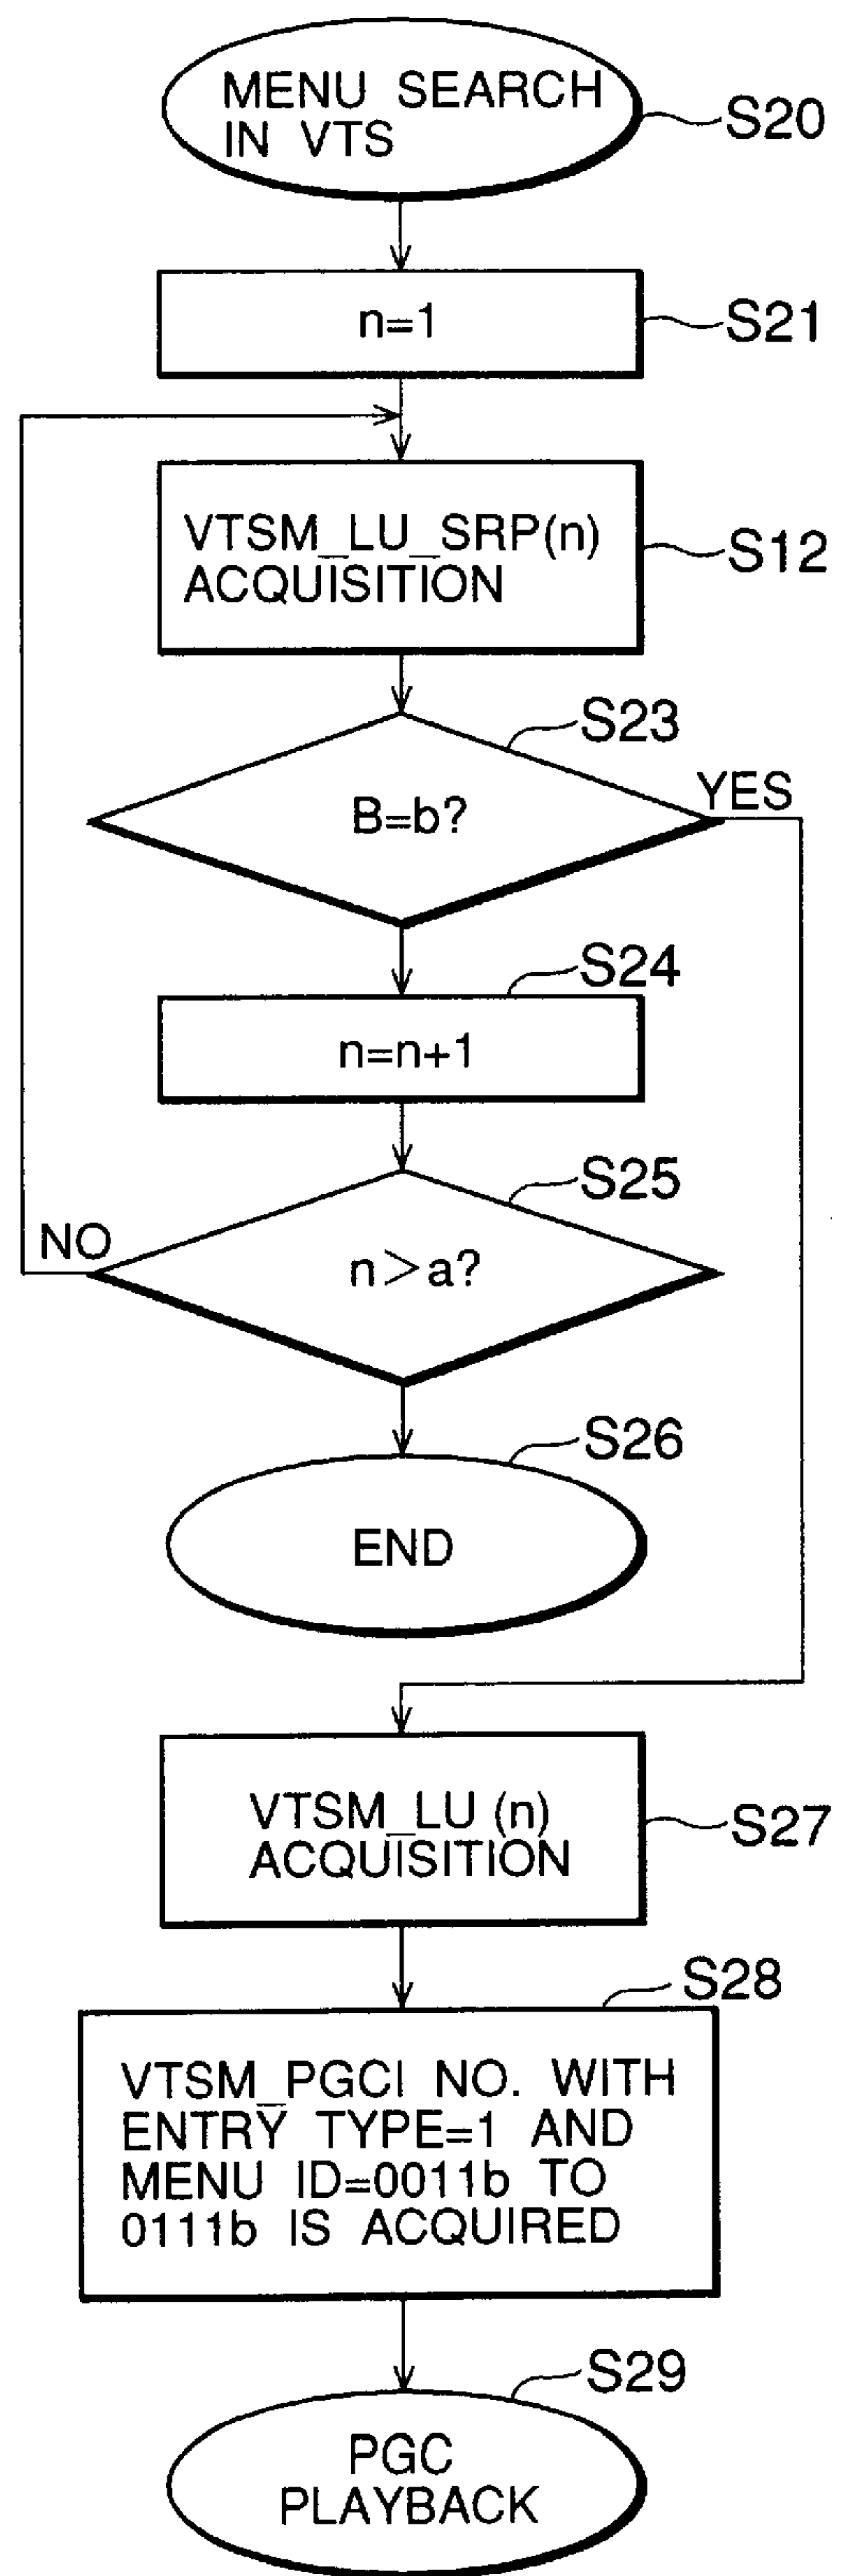 MENU SEARCH
IN VTS
S20
n=1
S21
VTSM_LU_SRP(n)
ACQUISITION
S12
S23
B=b?
YES
S24
n=n+1
S25
NO
n>a?
S26
END
VTSM_LU (n)
ACQUISITION
S27
S28
VTSM_PGCI NO. WITH
ENTRY TYPE=1 AND
MENU ID=0011b TO
0111b IS ACQUIRED
S29
PGC
PLAYBACK